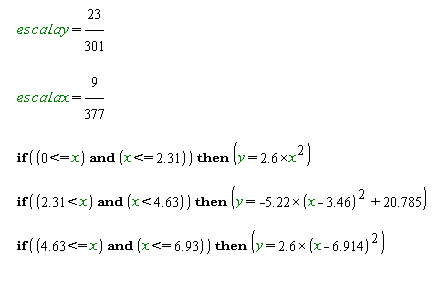 escalay=23/301
escalax=9/377
if((0<=x) and (x<=2.31)) then (y=2.6×x²)
if((2.31<x) and (x<4.63)) then (y=-5.22×(x-3.46)²+20.785)
if((4.63<=x) and (x<=6.93)) then (y=2.6×(x-6.914)²)